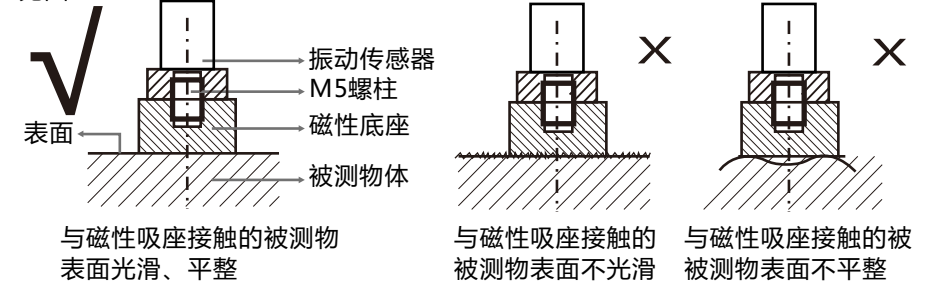 √
振动传感器
M5螺柱
磁性底座
表面
被测物体
与磁性吸座接触的被测物
表面光滑、平整
×
与磁性吸座接触的
被测物表面不光滑
×
与磁性吸座接触的被
被测物表面不平整